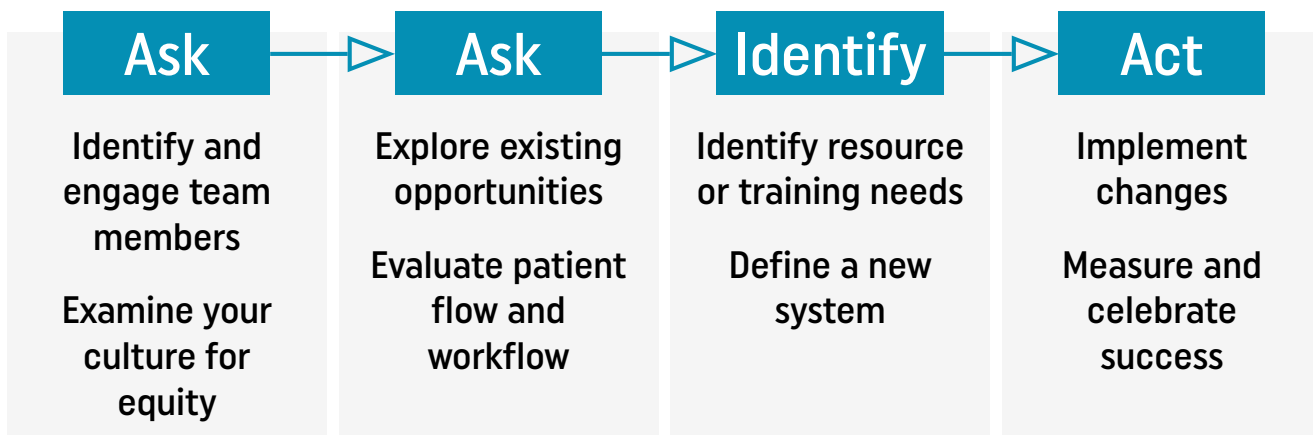 Ask
Identify and
engage team
members
Examine your
culture for
equity
Ask
Explore existing
opportunities
Evaluate patient
flow and
workflow
Identify
Identify resource
or training needs
Define a new
system
Act
Implement
changes
Measure and
celebrate
success